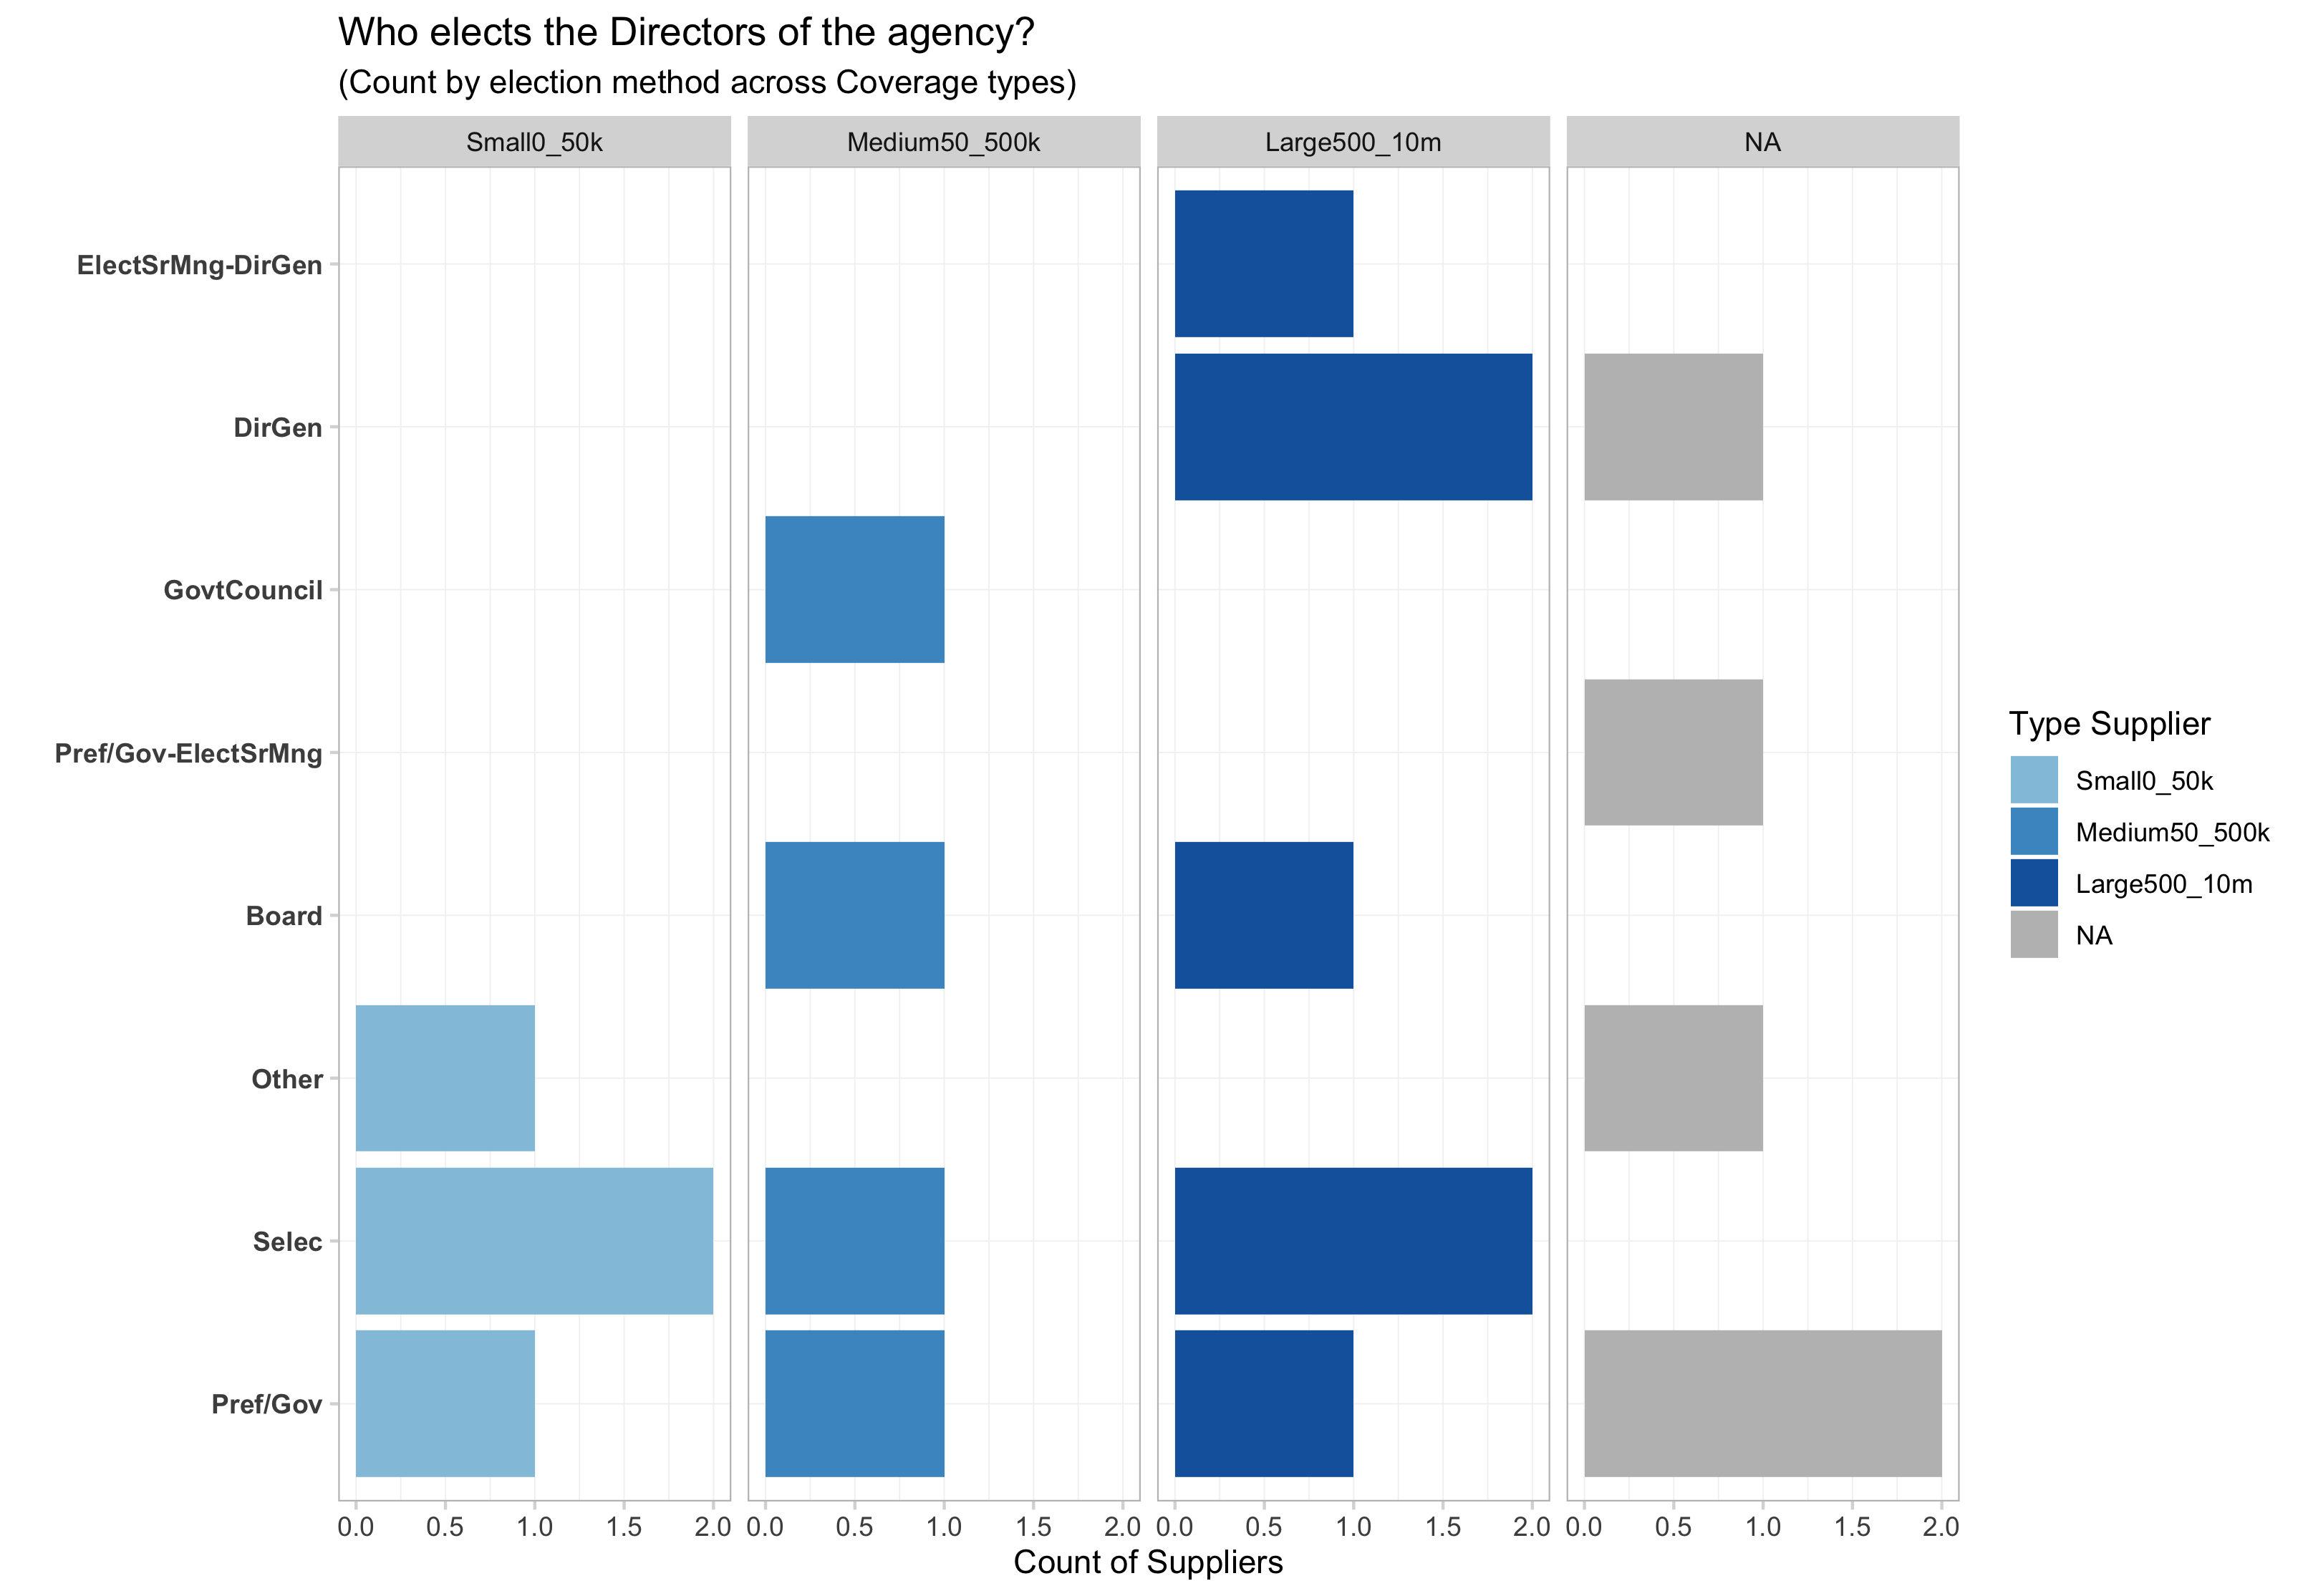 Who elects the Directors of the agency?
(Count by election method across Coverage types)
Small0_50k
Medium50_500k
Large500_10m
NA
ElectSrMng-DirGen
DirGen
GovtCouncil
Pref/Gov-ElectSrMng
Board
Other
Selec
Pref/Gov
0.0 0.5 1.0 1.5 2.0
0.0 0.5 1.0 1.5 2.0
0.0 0.5 1.0 1.5 2.0
0.0 0.5 1.0 1.5 2.0
Count of Suppliers
Type Supplier
Small0_50k
Medium50_500k
Large500_10m
NA